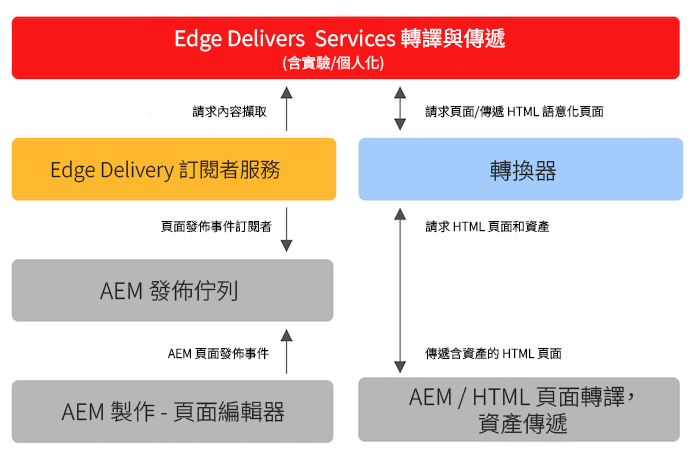 Edge Delivers Services 轉譯與傳遞
(含實驗/個人化)
請求內容擷取
請求頁面/傳遞 HTML 語意化頁面
Edge Delivery 訂閱者服務
轉換器
頁面發佈事件訂閱者
請求 HTML 頁面和資產
AEM 發佈佇列
AEM 頁面發佈事件
傳遞含資產的 HTML 頁面
AEM 製作 - 頁面編輯器
AEM / HTML 頁面轉譯，
資產傳遞